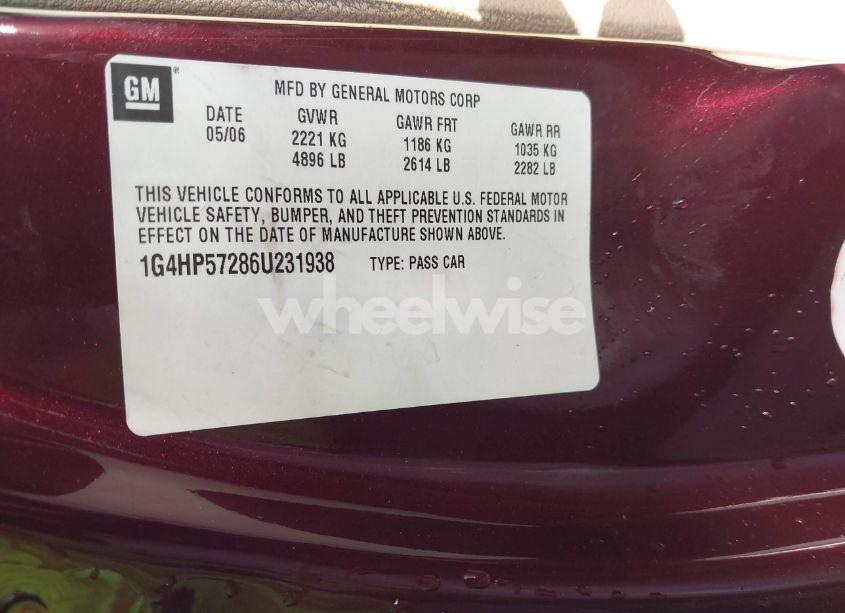 GM
MFD BY GENERAL MOTORS CORP
DATE GVWR GAWR FRT GAWR RR
05/06 2221 KG 1186 KG 1035 KG
4896 LB 2614 LB 2282 LB
THIS VEHICLE CONFORMS TO ALL APPLICABLE U.S. FEDERAL MOTOR
VEHICLE SAFETY, BUMPER, AND THEFT PREVENTION STANDARDS IN
EFFECT ON THE DATE OF MANUFACTURE SHOWN ABOVE.
1G4HP57286U231938 TYPE: PASS CAR
wheelwise